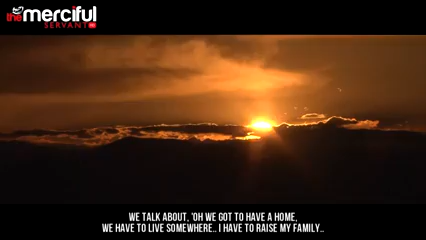 the merciful
SERVANT HD
WE TALK ABOUT, 'OH WE GOT TO HAVE A HOME,
WE HAVE TO LIVE SOMEWHERE.. I HAVE TO RAISE MY FAMILY..